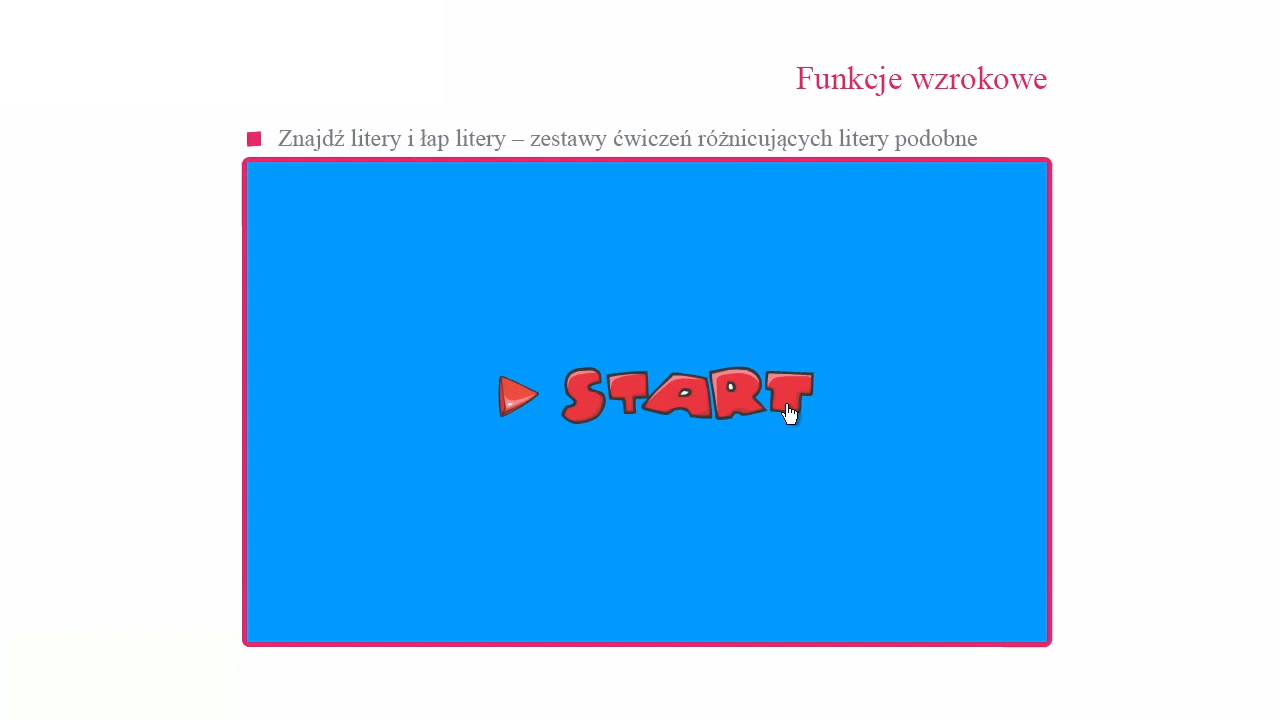 Funkcje wzrokowe
Znajdź litery i łap litery – zestawy ćwiczeń różnicujących litery podobne
START